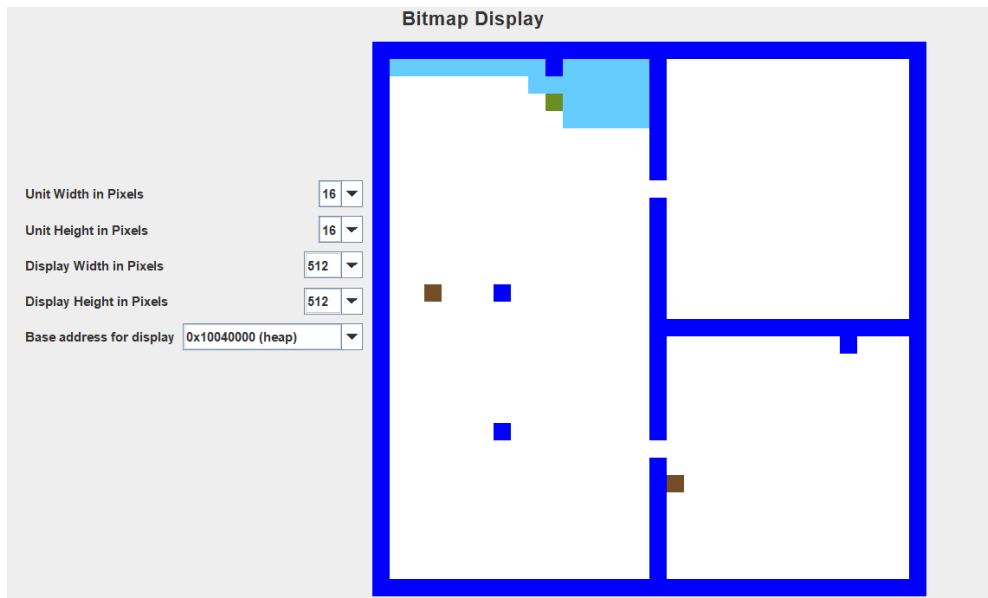 Bitmap Display
Unit Width in Pixels 16
Unit Height in Pixels 16
Display Width in Pixels 512
Display Height in Pixels 512
Base address for display 0x10040000 (heap)